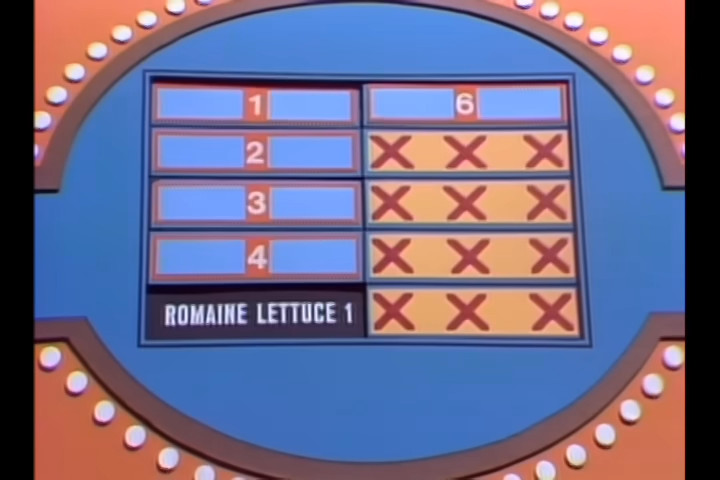 1 6
2 X X X
3 X X X
4 X X X
ROMAINE LETTUCE 1 X X X